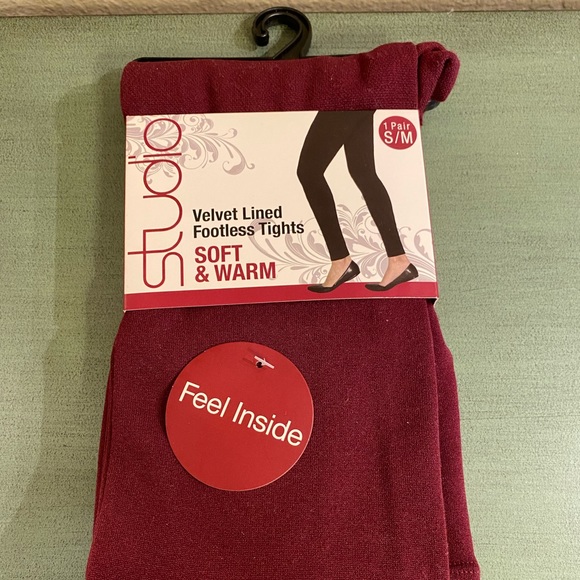 studio
Velvet Lined
Footless Tights
SOFT
& WARM
1 Pair
S/M
Feel Inside